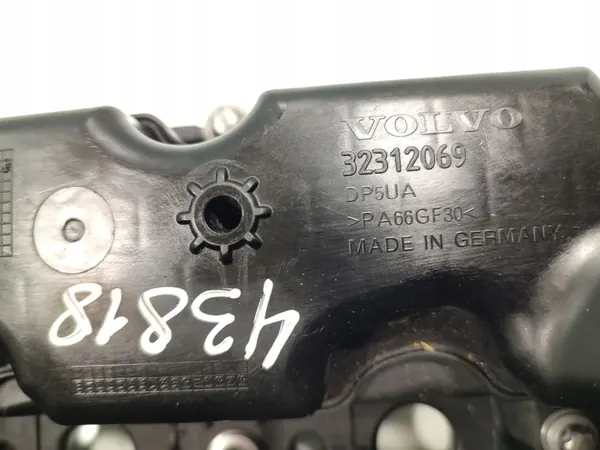 VOLVO
32312069
DP5UA
>PA66GF30<
MADE IN GERMANY
43818